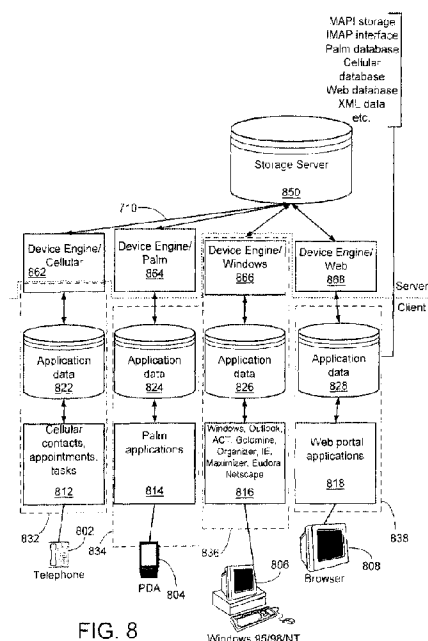 MAPI storage
IMAP interface
Palm database
Cellular
database
Web database
XML data
etc.
Storage Server
850
710
Device Engine/
Cellular
862
Device Engine/
Palm
864
Device Engine/
Windows
866
Device Engine/
Web
868
Server
Client
Application
data
822
Application
data
824
Application
data
826
Application
data
828
Cellular
contacts,
appointments,
tasks
812
Palm
applications
814
Windows, Outlook,
ACT, Goldmine,
Organizer, IE,
Maximizer, Eudora
Netscape
816
Web portal
applications
818
832
802
Telephone
834
PDA
804
836
806
Browser
808
838
Windows 95/98/NT
FIG. 8